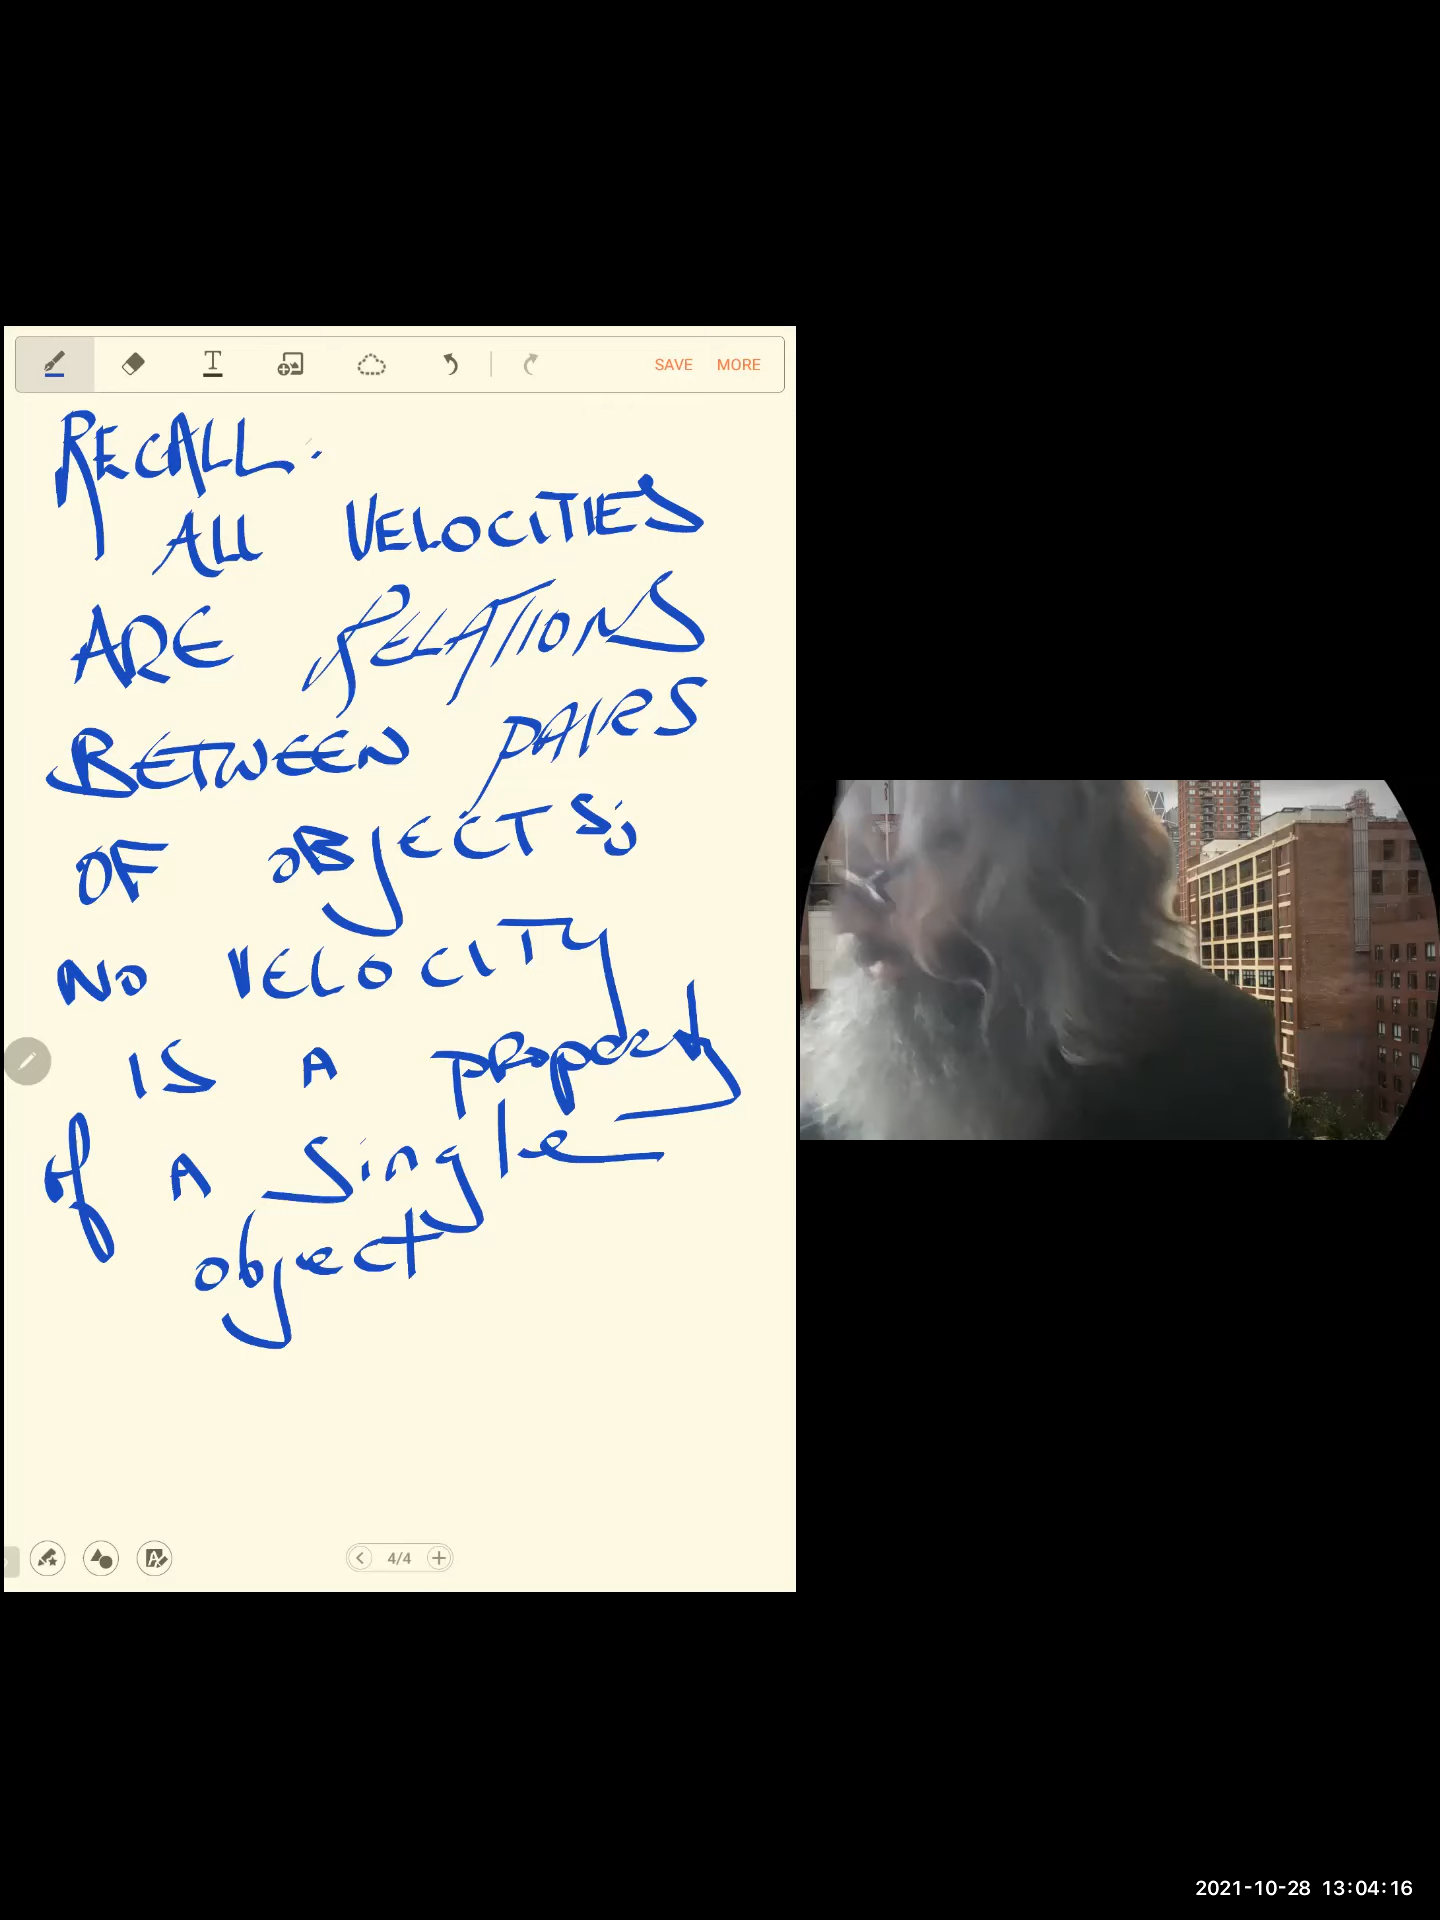 SAVE MORE
RECALL:
ALL VELOCITIES
ARE RELATIONS
BETWEEN PAIRS
OF OBJECTS;
NO VELOCITY
IS A property
of A single
object
4/4
2021-10-28 13:04:16